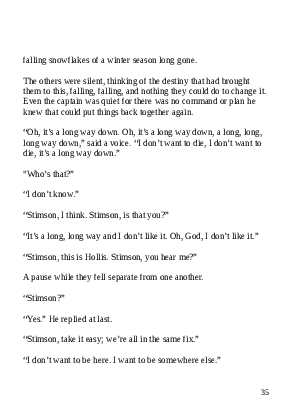 falling snowflakes of a winter season long gone.
The others were silent, thinking of the destiny that had brought
them to this, falling, falling, and nothing they could do to change it.
Even the captain was quiet for there was no command or plan he
knew that could put things back together again.
“Oh, it’s a long way down. Oh, it’s a long way down, a long, long,
long way down,” said a voice. “I don’t want to die, I don’t want to
die, it’s a long way down.”
"Who’s that?”
“I don’t know.”
“Stimson, I think. Stimson, is that you?”
“It’s a long, long way and I don’t like it. Oh, God, I don’t like it.”
“Stimson, this is Hollis. Stimson, you hear me?”
A pause while they fell separate from one another.
“Stimson?”
“Yes.” He replied at last.
“Stimson, take it easy; we’re all in the same fix.”
“I don’t want to be here. I want to be somewhere else.”
35